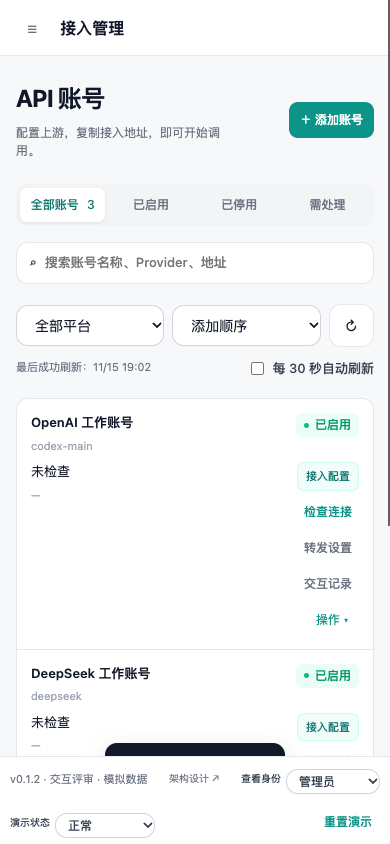 ≡ 接入管理
API 账号
+ 添加账号
配置上游，复制接入地址，即可开始调
用。
全部账号 3 已启用 已停用 需处理
搜索账号名称、Provider、地址
全部平台 添加顺序 ↻
最后成功刷新：11/15 19:02 每 30 秒自动刷新
OpenAI 工作账号 已启用
codex-main
未检查 接入配置
—
检查连接
转发设置
交互记录
操作 ▾
DeepSeek 工作账号 已启用
deepseek
未检查 接入配置
—
v0.1.2 · 交互评审 · 模拟数据 架构设计 ↗ 查看身份 管理员
演示状态 正常 重置演示